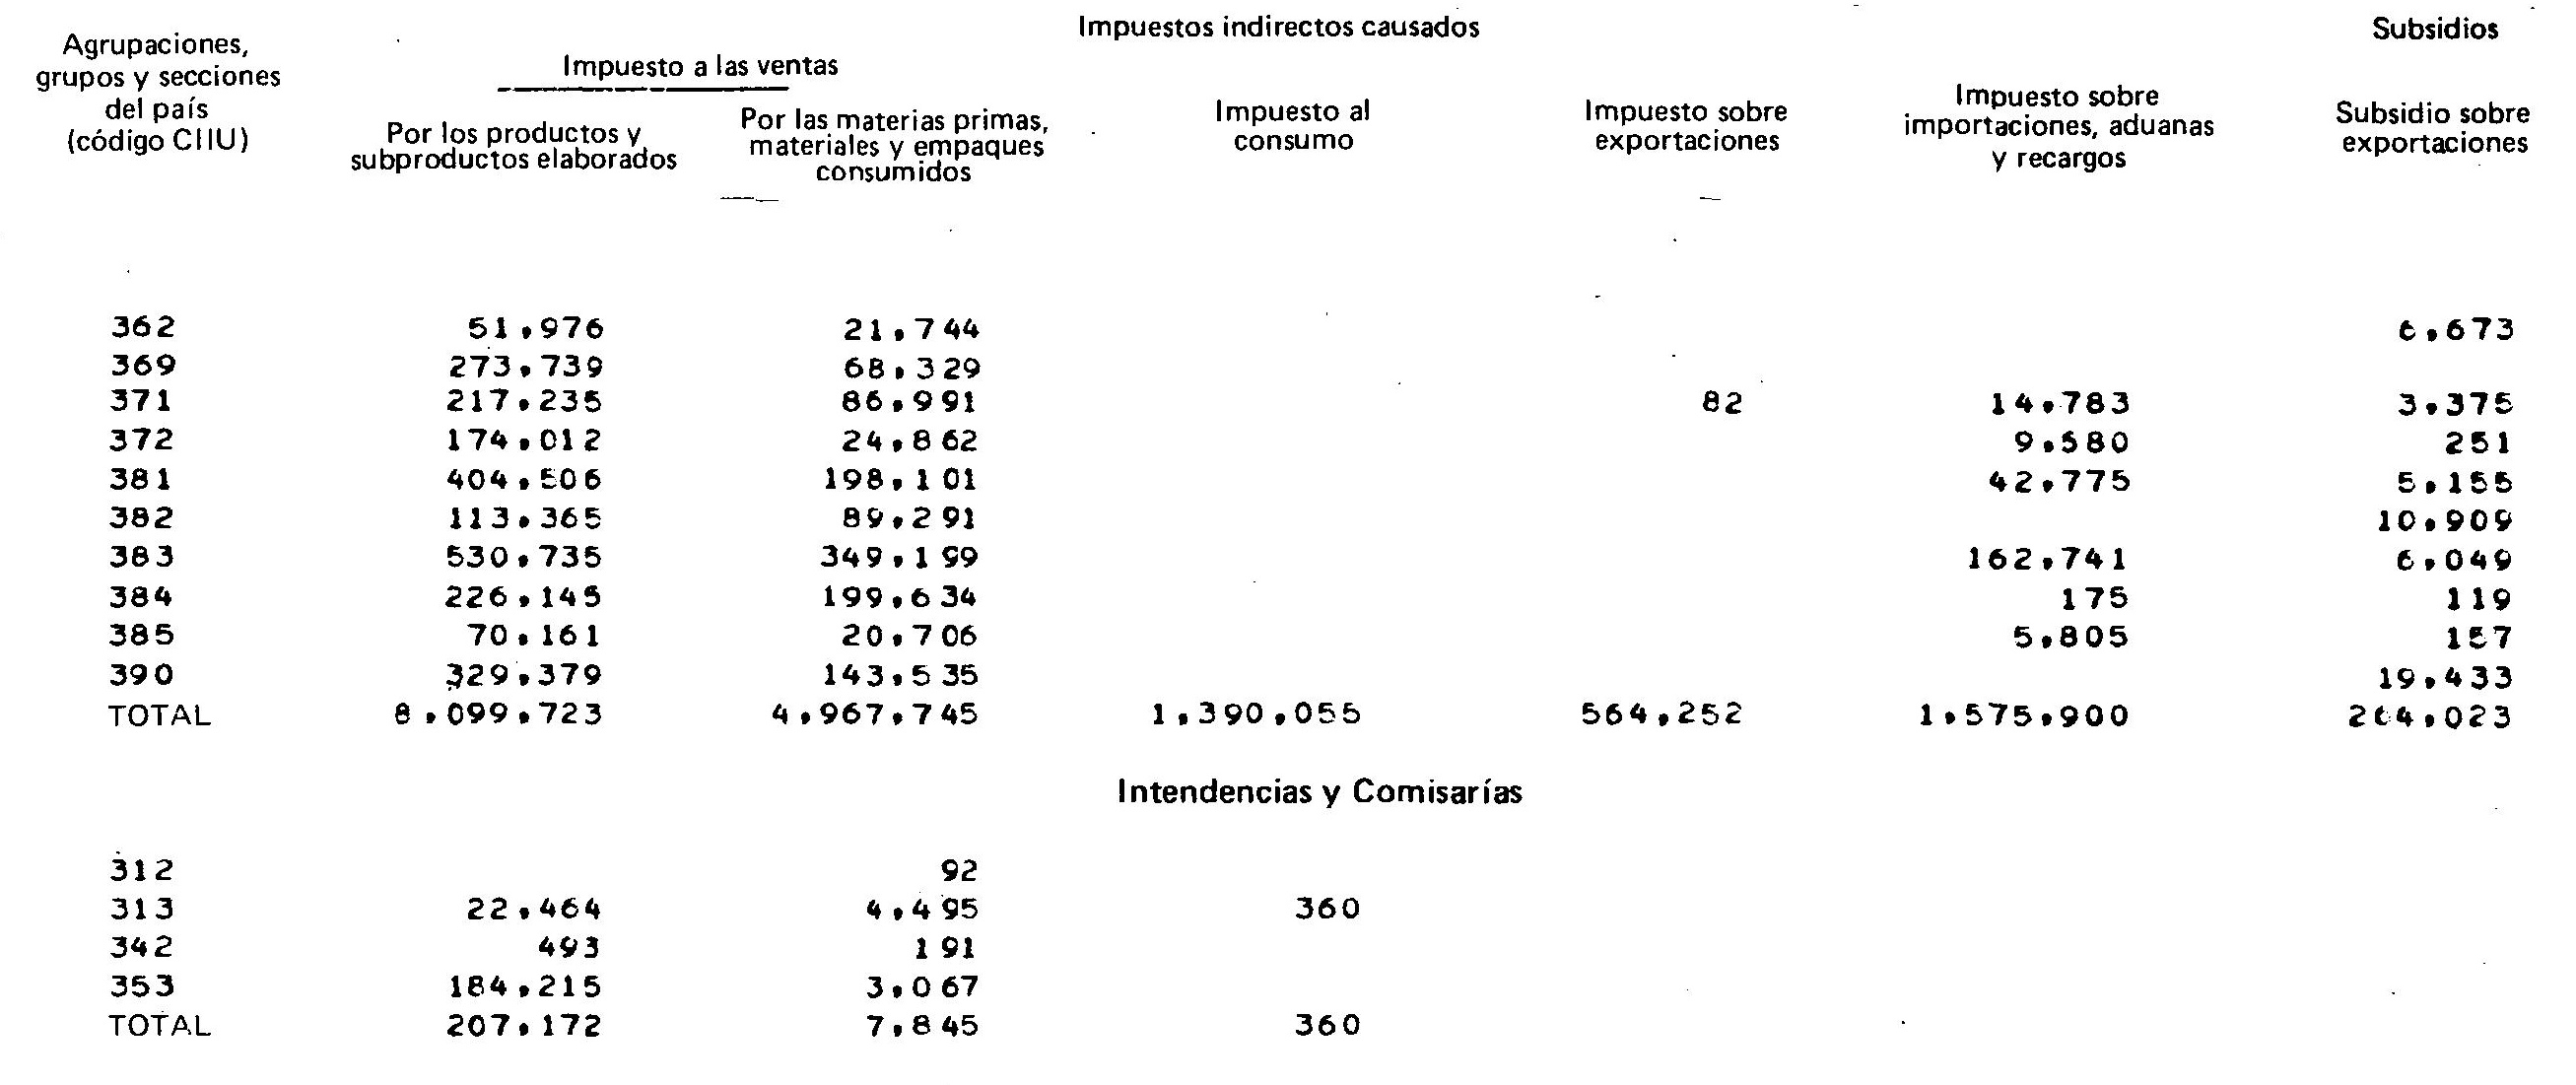 Impuestos indirectos causados Subsidios
Agrupaciones,
grupos y secciones
del país
(código CIIU)
Impuesto a las ventas
Por los productos y
subproductos elaborados
Por las materias primas,
materiales y empaques
consumidos
Impuesto al
consumo
Impuesto sobre
exportaciones
Impuesto sobre
importaciones, aduanas
y recargos
Subsidio sobre
exportaciones
362 51,976 21,744 6,673
369 273,739 68,329
371 217,235 86,991 82 14,783 3,375
372 174,012 24,862 9,580 251
381 404,506 198,101 42,775 5,155
382 113,365 89,291 10,909
383 530,735 349,199 162,741 6,049
384 226,145 199,634 175 119
385 70,161 20,706 5,805 157
390 329,379 143,535 19,433
TOTAL 8,099,723 4,967,745 1,390,055 564,252 1,575,900 264,023
Intendencias y Comisarías
312 92
313 22,464 4,495 360
342 493 191
353 184,215 3,067
TOTAL 207,172 7,845 360